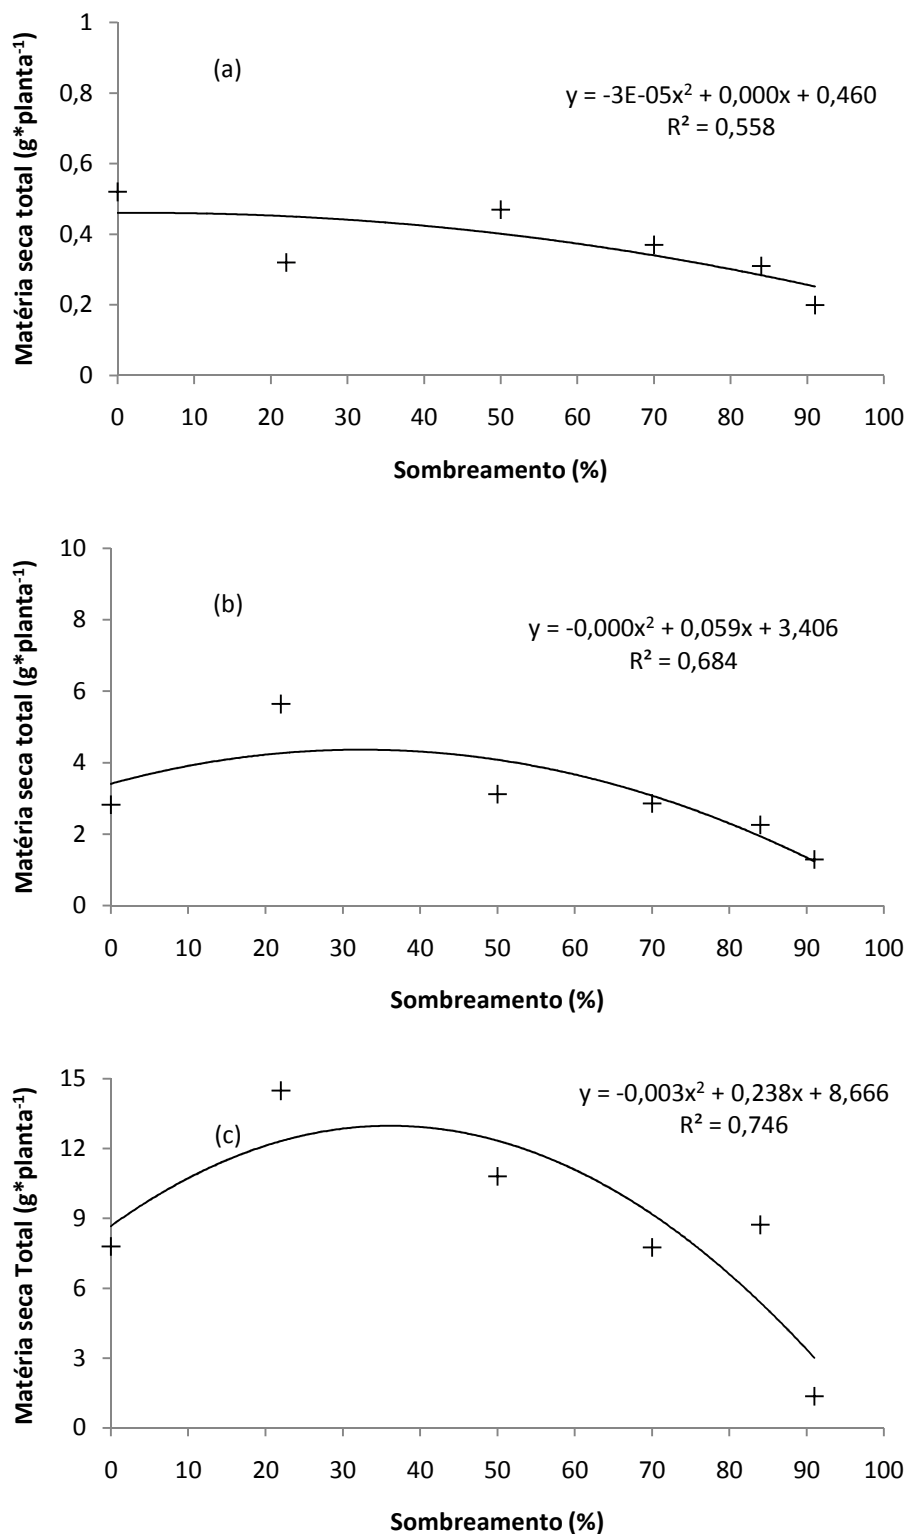 Matéria seca total (g*planta⁻¹)
1
0,8
0,6
0,4
0,2
0
(a)
y = -3E-05x² + 0,000x + 0,460
R² = 0,558
0 10 20 30 40 50 60 70 80 90 100
Sombreamento (%)
Matéria seca total (g*planta⁻¹)
10
8
6
4
2
0
(b)
y = -0,000x² + 0,059x + 3,406
R² = 0,684
0 10 20 30 40 50 60 70 80 90 100
Sombreamento (%)
Matéria seca Total (g*planta⁻¹)
15
12
9
6
3
0
(c)
y = -0,003x² + 0,238x + 8,666
R² = 0,746
0 10 20 30 40 50 60 70 80 90 100
Sombreamento (%)